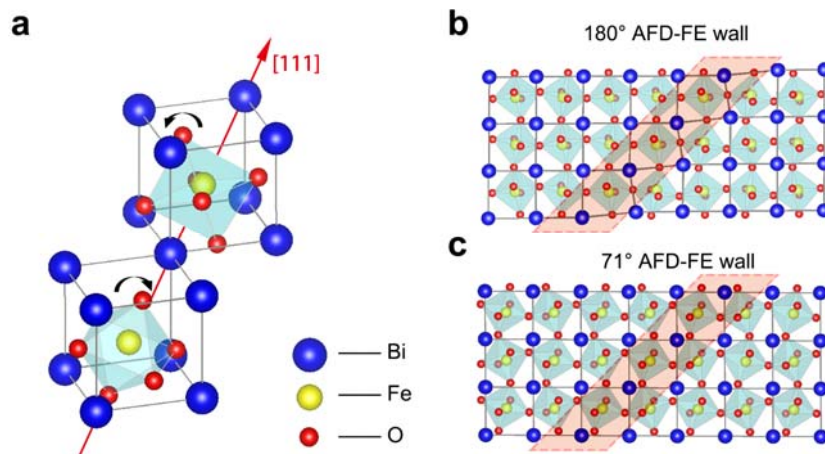 a
[111]
Bi
Fe
O
b
180° AFD-FE wall
c
71° AFD-FE wall